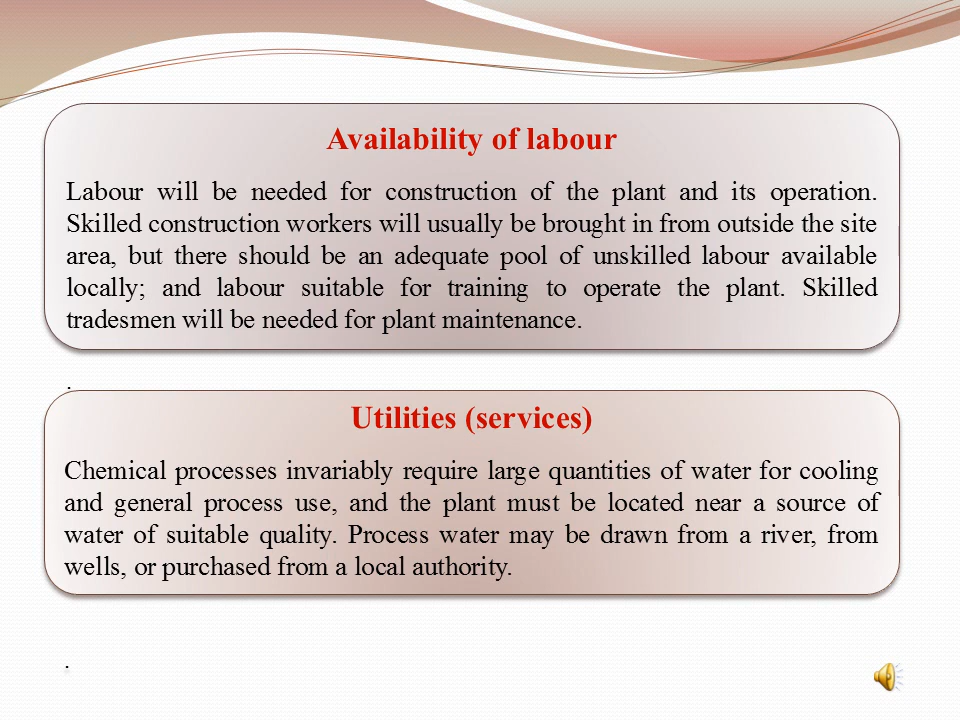 Availability of labour
Labour will be needed for construction of the plant and its operation.
Skilled construction workers will usually be brought in from outside the site
area, but there should be an adequate pool of unskilled labour available
locally; and labour suitable for training to operate the plant. Skilled
tradesmen will be needed for plant maintenance.
.
Utilities (services)
Chemical processes invariably require large quantities of water for cooling
and general process use, and the plant must be located near a source of
water of suitable quality. Process water may be drawn from a river, from
wells, or purchased from a local authority.
.